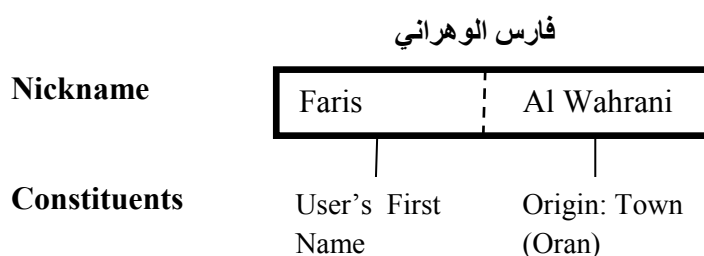 فارس الوهراني
Nickname
Faris
Al Wahrani
Constituents
User's First
Name
Origin: Town
(Oran)